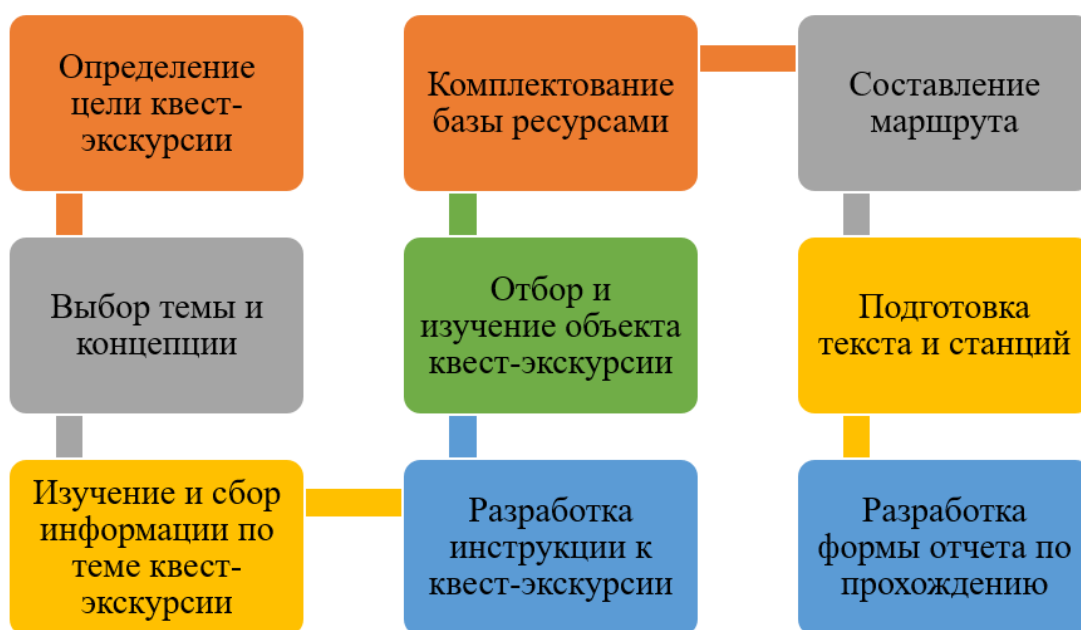 Определение
цели квест-
экскурсии
Выбор темы и
концепции
Изучение и сбор
информации по
теме квест-
экскурсии
Разработка
инструкции к
квест-экскурсии
Отбор и
изучение объекта
квест-экскурсии
Комплектование
базы ресурсами
Составление
маршрута
Подготовка
текста и станций
Разработка
формы отчета по
прохождению